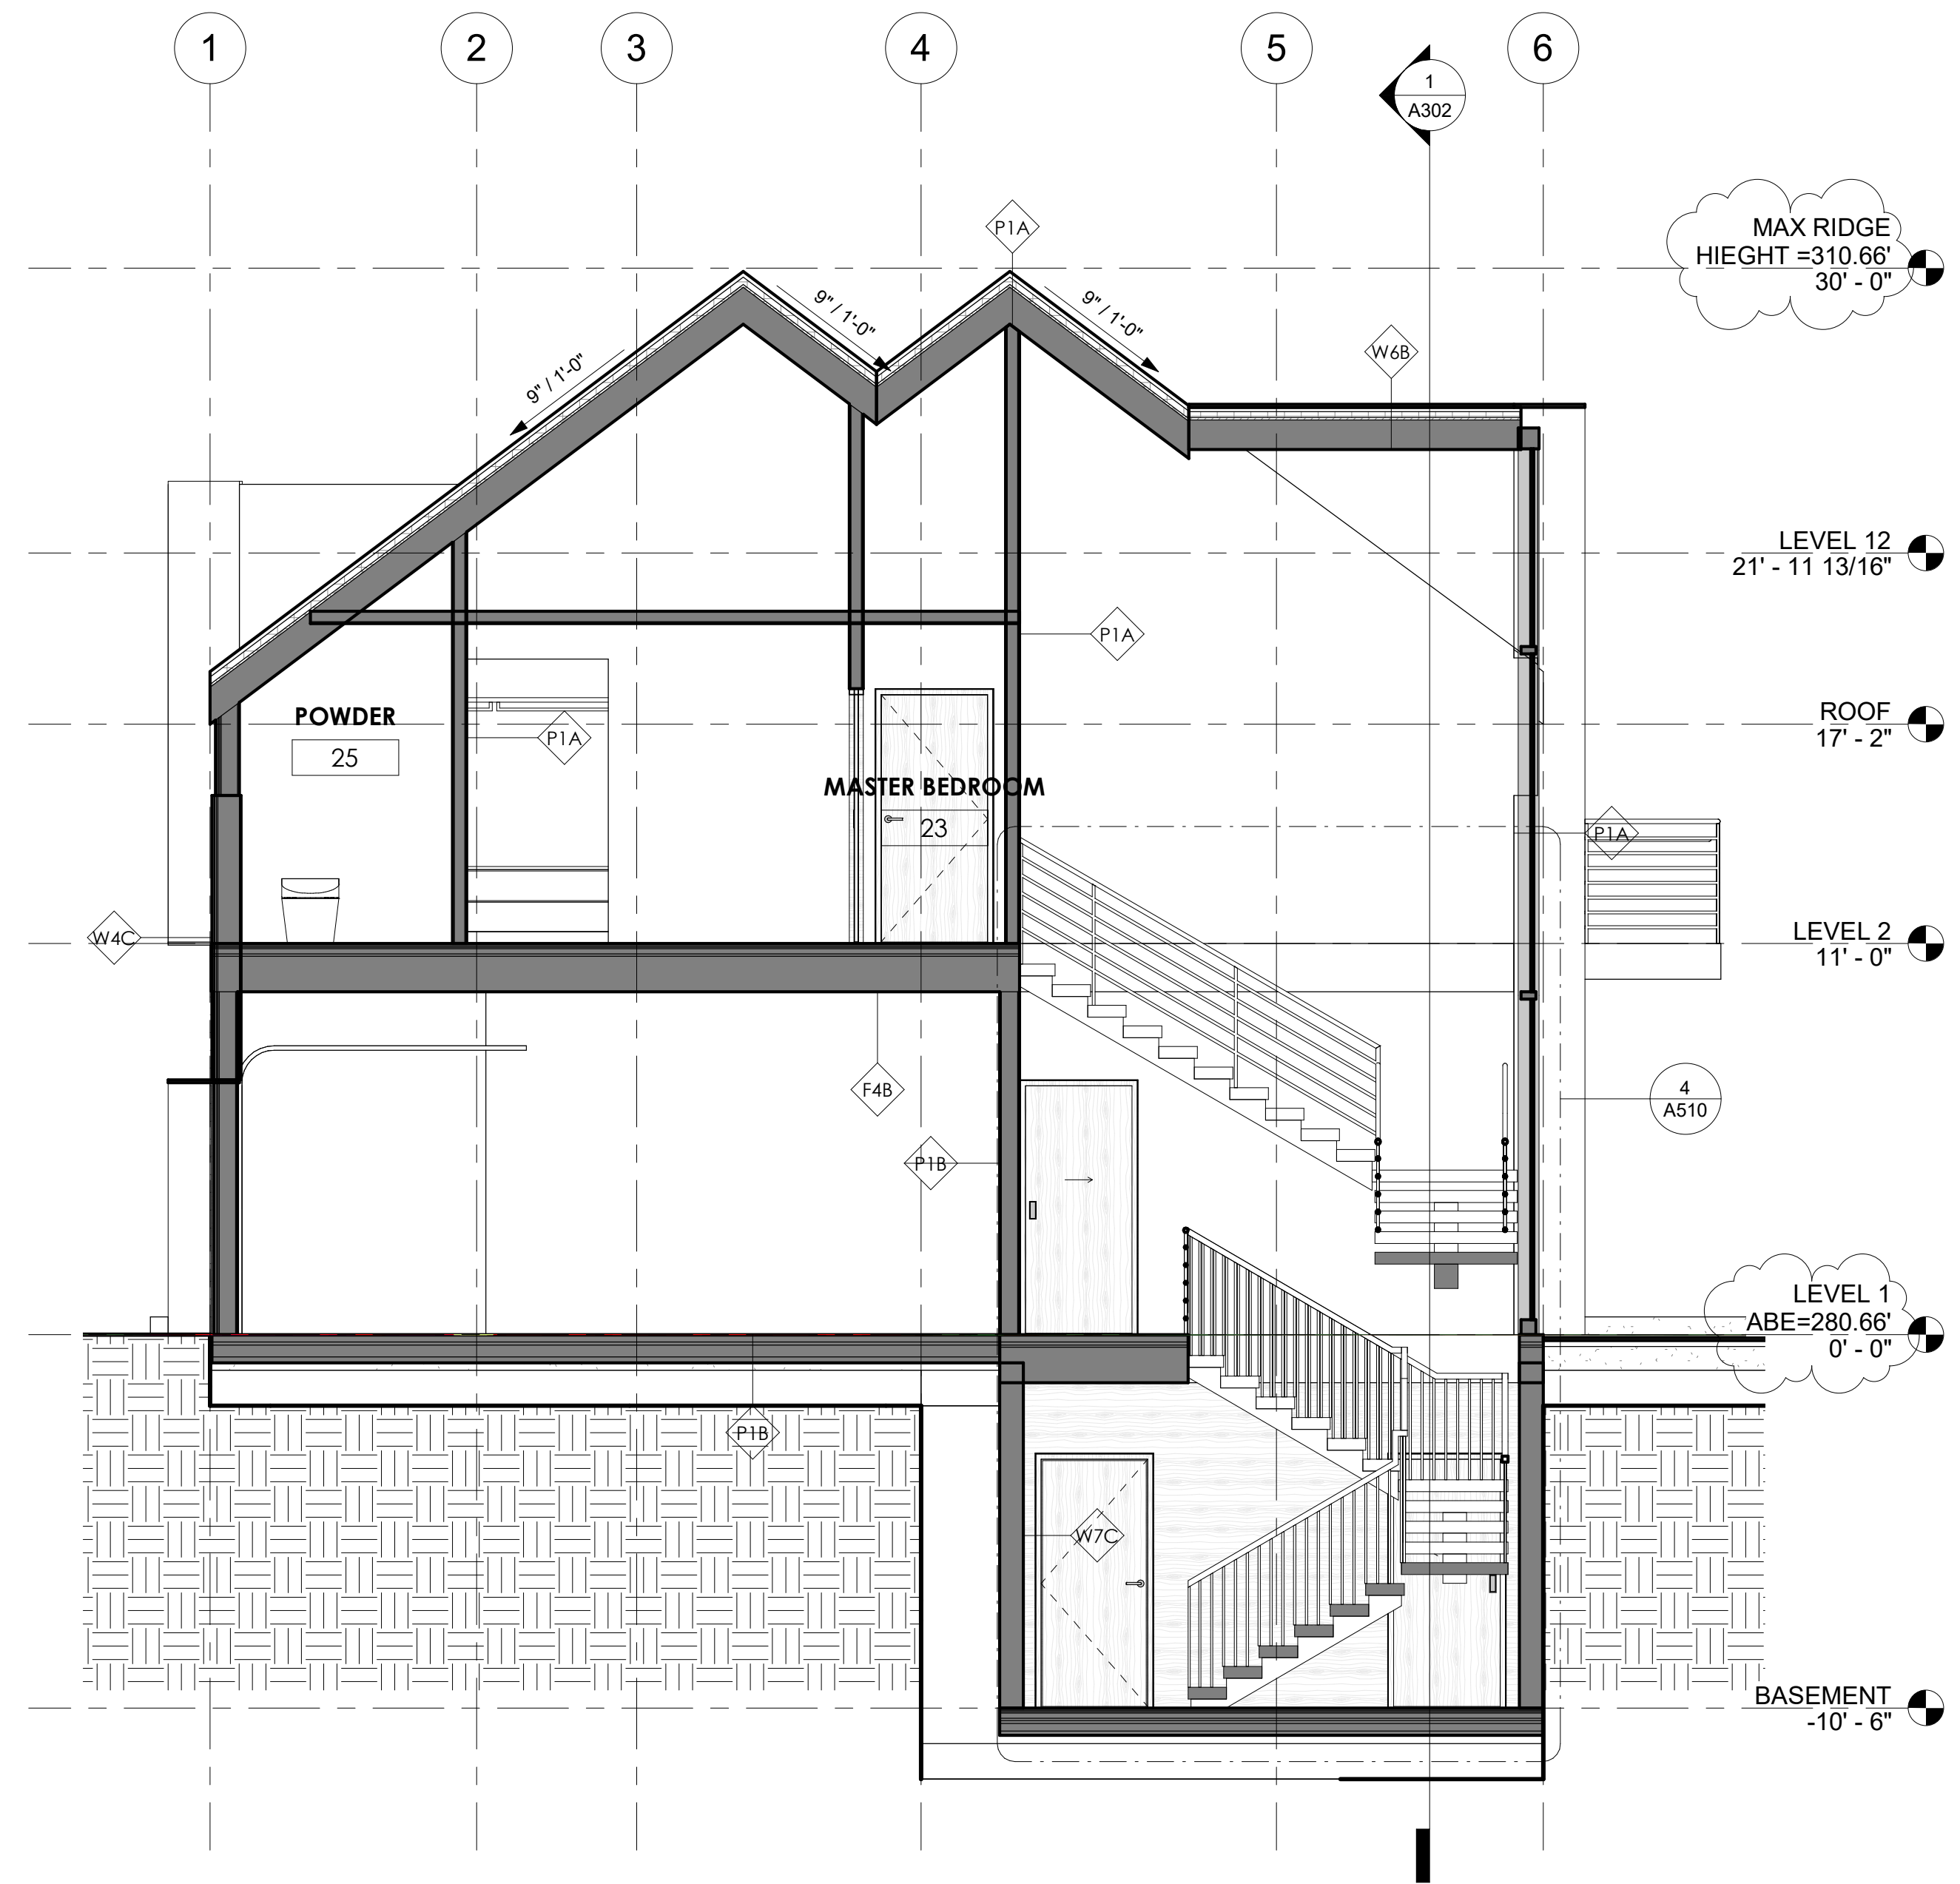 1
2
3
4
5
6
1
A302
P1A
MAX RIDGE
HIEGHT =310.66'
30' - 0"
9" / 1'-0"
9" / 1'-0"
9" / 1'-0"
W6B
LEVEL 12
21' - 11 13/16"
P1A
ROOF
17' - 2"
POWDER
25
P1A
MASTER BEDROOM
23
P1A
W4C
LEVEL 2
11' - 0"
F4B
4
A510
P1B
LEVEL 1
ABE=280.66'
0' - 0"
P1B
W7C
BASEMENT
-10' - 6"